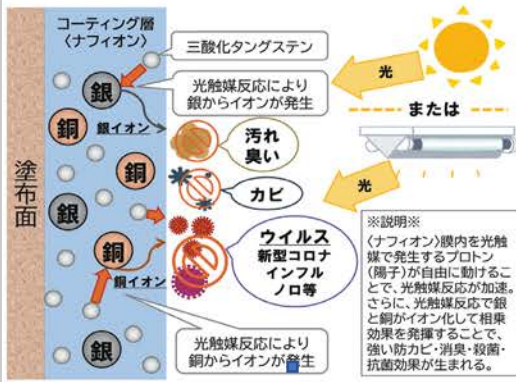 コーティング層
〈ナフィオン〉
三酸化タングステン
光
銀
光触媒反応により
銀からイオンが発生
または
銅
銀イオン
汚れ
臭い
銅
カビ
光
塗布面
銀
ウイルス
新型コロナ
インフル
ノロ等
銅
銅イオン
光触媒反応により
銅からイオンが発生
銀
※説明※
〈ナフィオン〉膜内を光触
媒で発生するプロトン
(陽子)が自由に動けるこ
とで、光触媒反応が加速。
さらに、光触媒反応で銀
と銅がイオン化して相乗
効果を発揮することで、
強い防カビ・消臭・殺菌・
抗菌効果が生まれる。